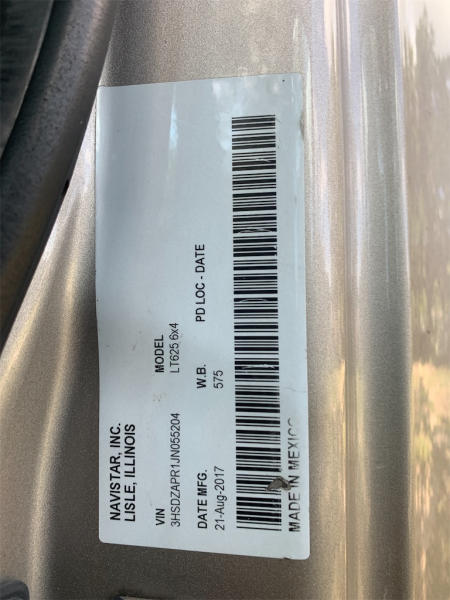 NAVISTAR, INC.
LISLE, ILLINOIS
VIN MODEL
3HSDZAPR1JN055204 LT625 6x4
DATE MFG. W.B. PD LOC - DATE
21-Aug-2017 575
MADE IN MEXICO